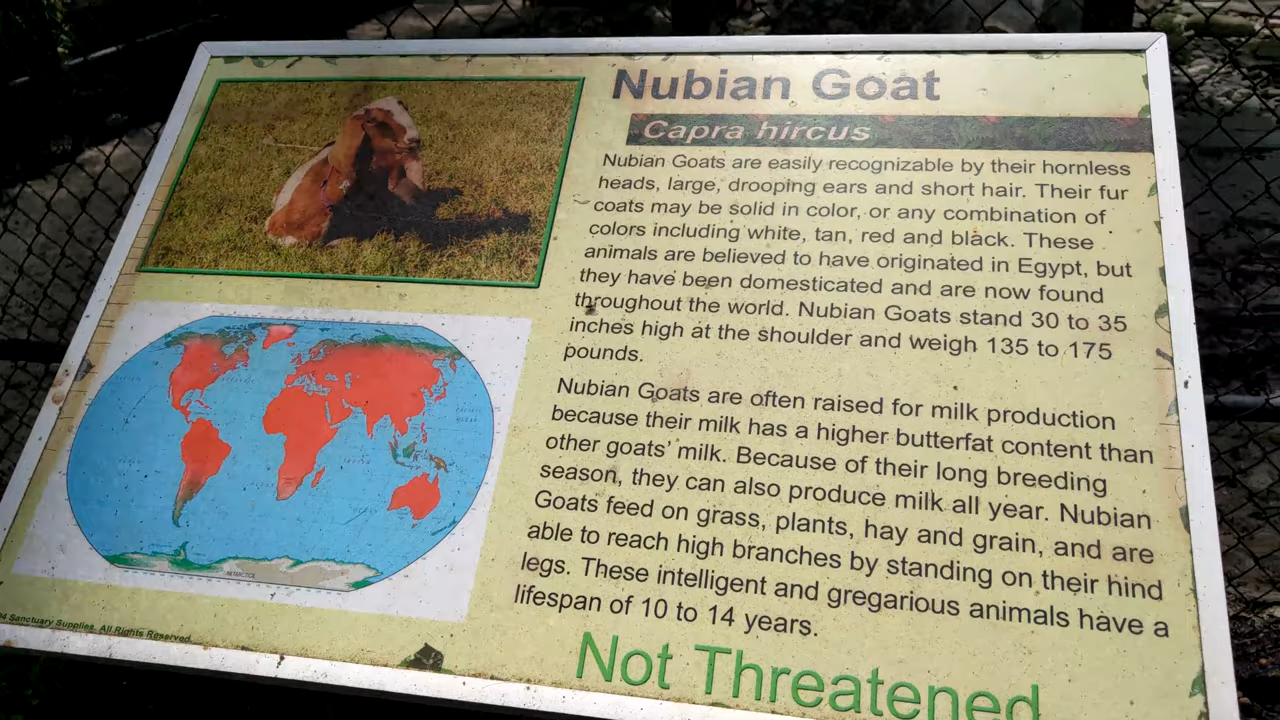 Nubian Goat
Capra hircus
Nubian Goats are easily recognizable by their hornless
heads, large, drooping ears and short hair. Their fur
coats may be solid in color, or any combination of
colors including white, tan, red and black. These
animals are believed to have originated in Egypt, but
they have been domesticated and are now found
throughout the world. Nubian Goats stand 30 to 35
inches high at the shoulder and weigh 135 to 175
pounds.
Nubian Goats are often raised for milk production
because their milk has a higher butterfat content than
other goats' milk. Because of their long breeding
season, they can also produce milk all year. Nubian
Goats feed on grass, plants, hay and grain, and are
able to reach high branches by standing on their hind
legs. These intelligent and gregarious animals have a
lifespan of 10 to 14 years.
Not Threatened
ANTARCTICA
Sanctuary Supplies. All Rights Reserved.